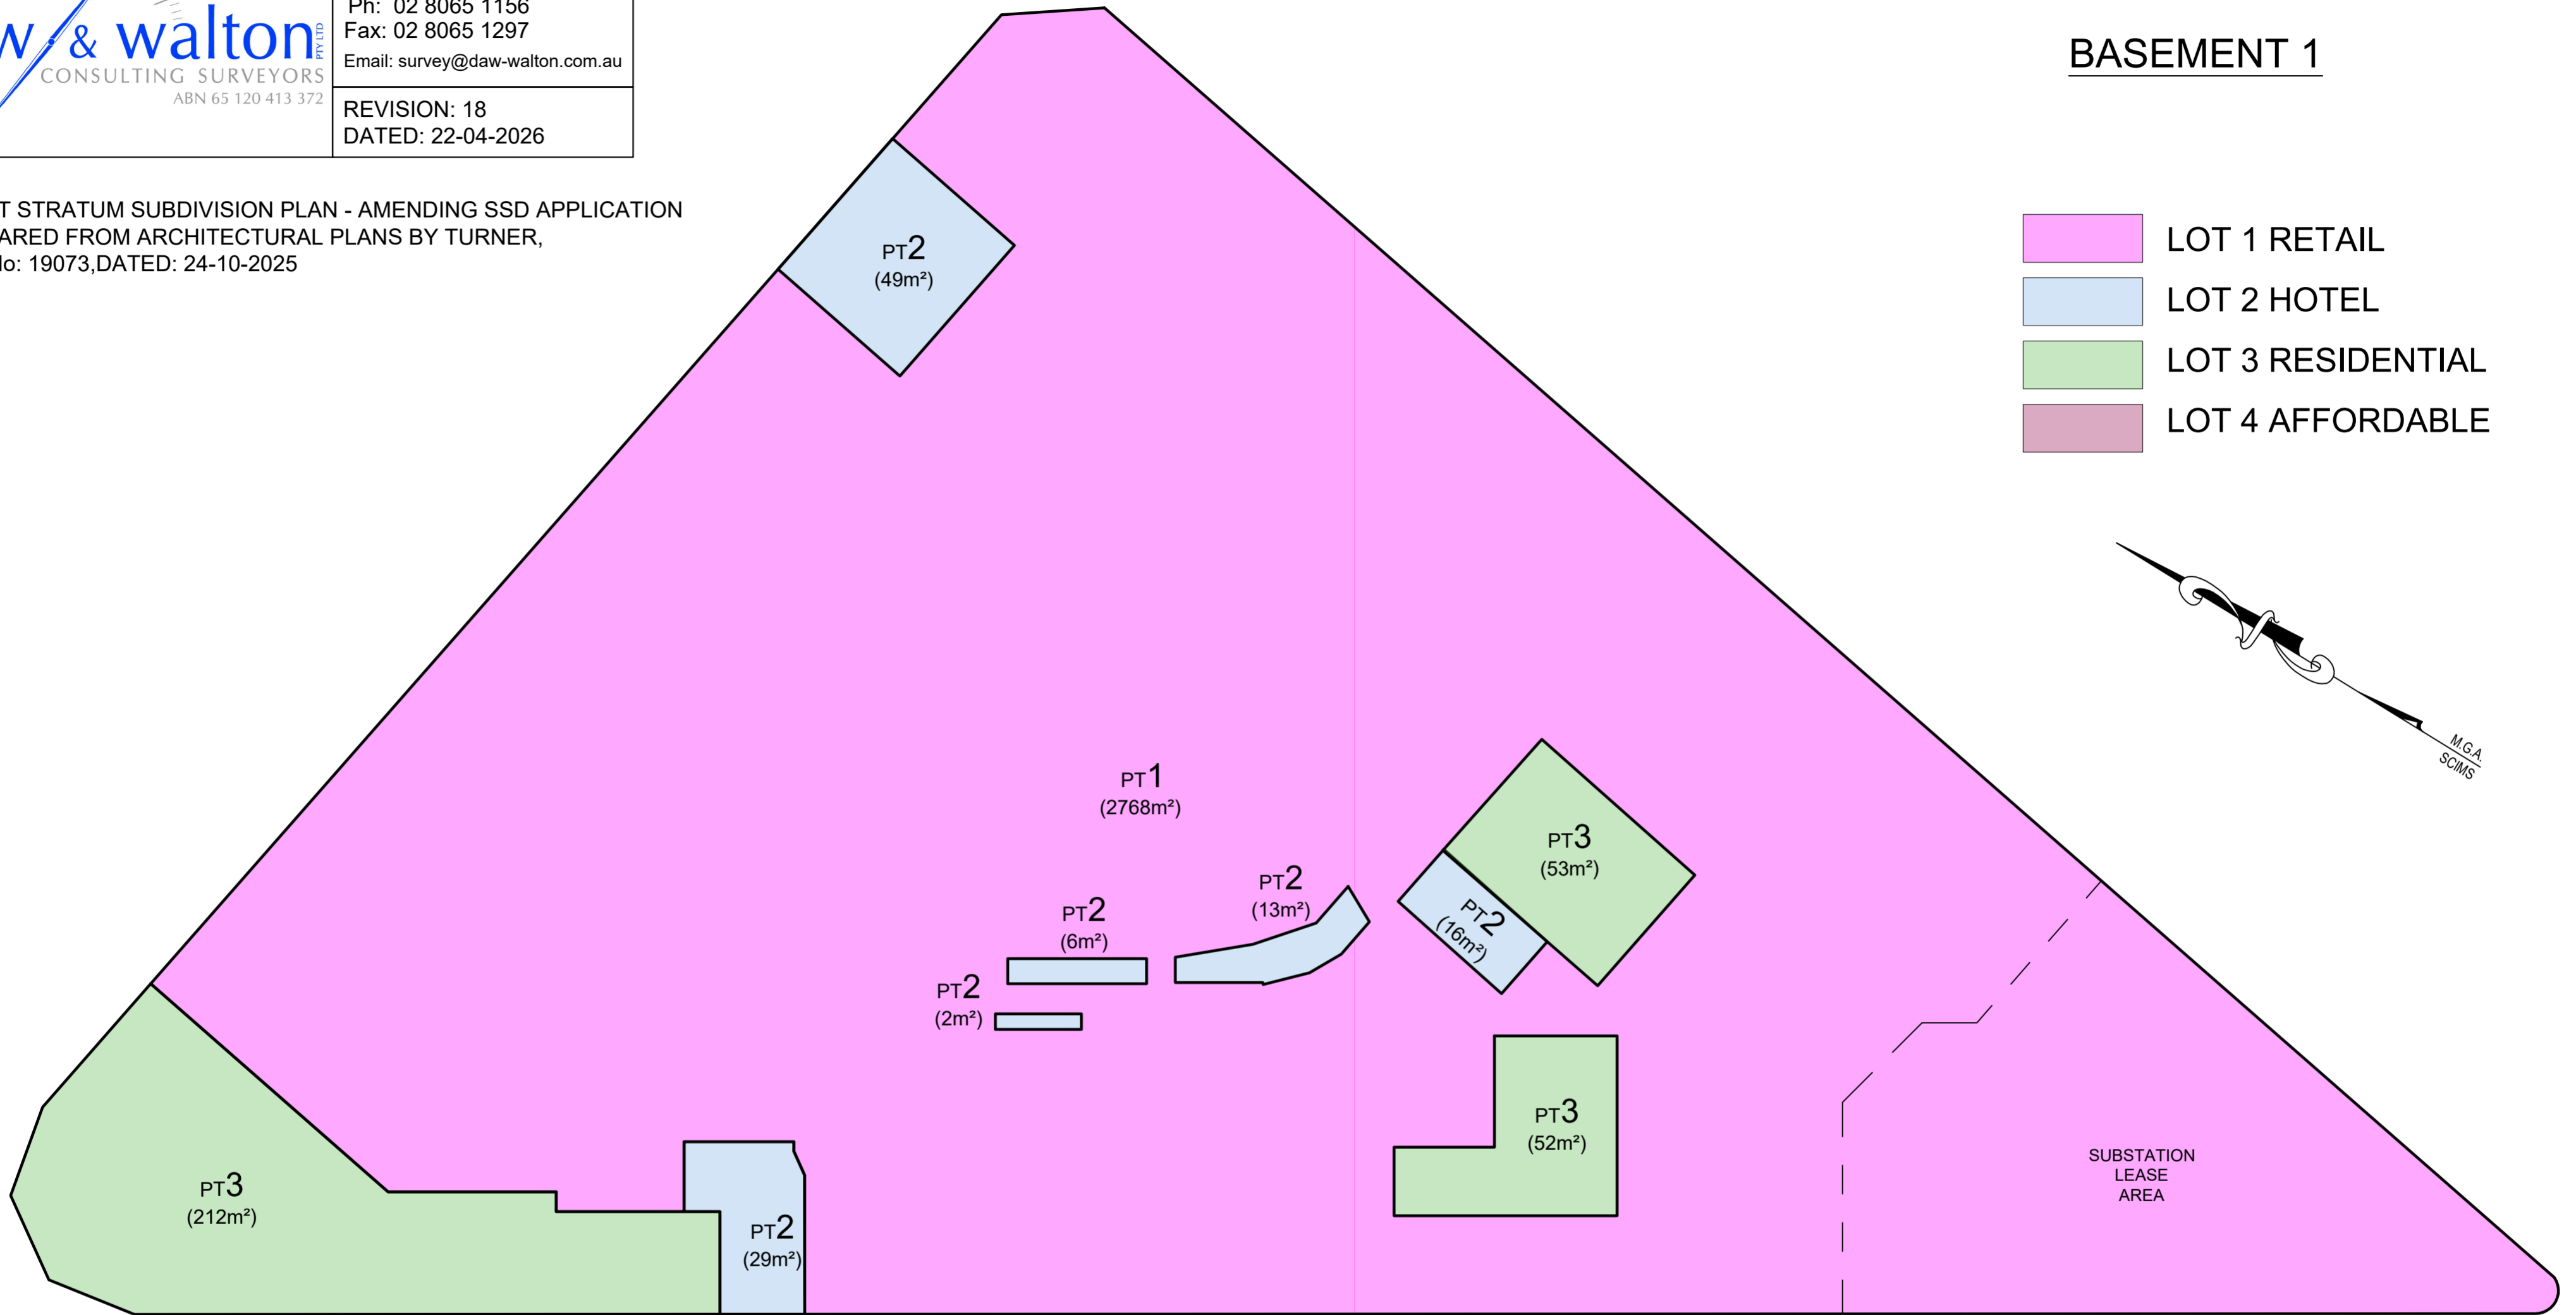 & walton
PTY LTD
CONSULTING SURVEYORS
ABN 65 120 413 372
Ph: 02 8065 1156
Fax: 02 8065 1297
Email: survey@daw-walton.com.au
REVISION: 18
DATED: 22-04-2026
STRATUM SUBDIVISION PLAN - AMENDING SSD APPLICATION
FROM ARCHITECTURAL PLANS BY TURNER,
19073,DATED: 24-10-2025
BASEMENT 1
LOT 1 RETAIL
LOT 2 HOTEL
LOT 3 RESIDENTIAL
LOT 4 AFFORDABLE
M.G.A.
SCIMS
PT2
(49m²)
PT1
(2768m²)
PT3
(53m²)
PT2
(13m²)
PT2
(16m²)
PT2
(6m²)
PT2
(2m²)
PT3
(52m²)
PT3
(212m²)
PT2
(29m²)
SUBSTATION
LEASE
AREA